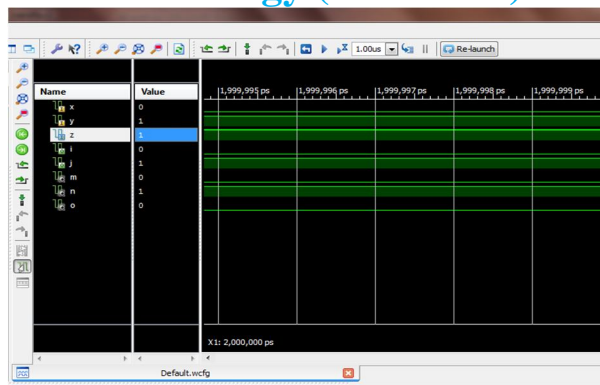 1.00us
Re-launch
Name Value
1,999,995 ps 1,999,996 ps 1,999,997 ps 1,999,998 ps 1,999,999 ps
x 0
y 1
z 1
i 0
j 1
m 0
n 1
o 0
X1: 2,000,000 ps
Default.wcfg